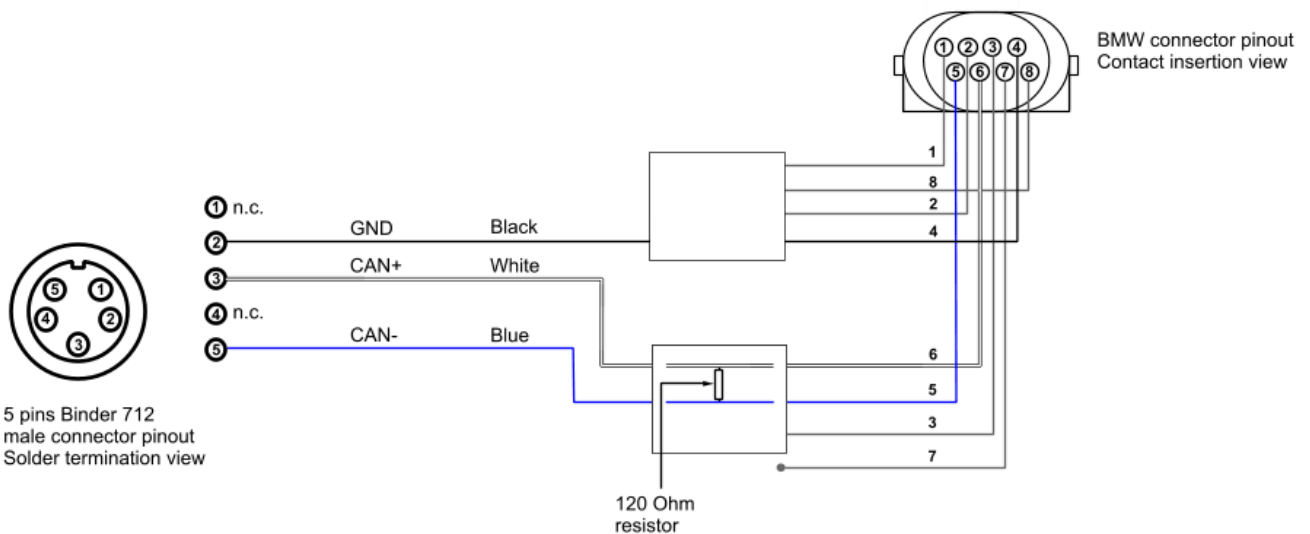 BMW connector pinout
Contact insertion view
1 2 3 4
5 6 7 8
1
8
2
4
1 n.c.
2 GND Black
3 CAN+ White
4 n.c.
5 CAN- Blue
5 1
4 2
3
6
5
3
7
5 pins Binder 712
male connector pinout
Solder termination view
120 Ohm
resistor